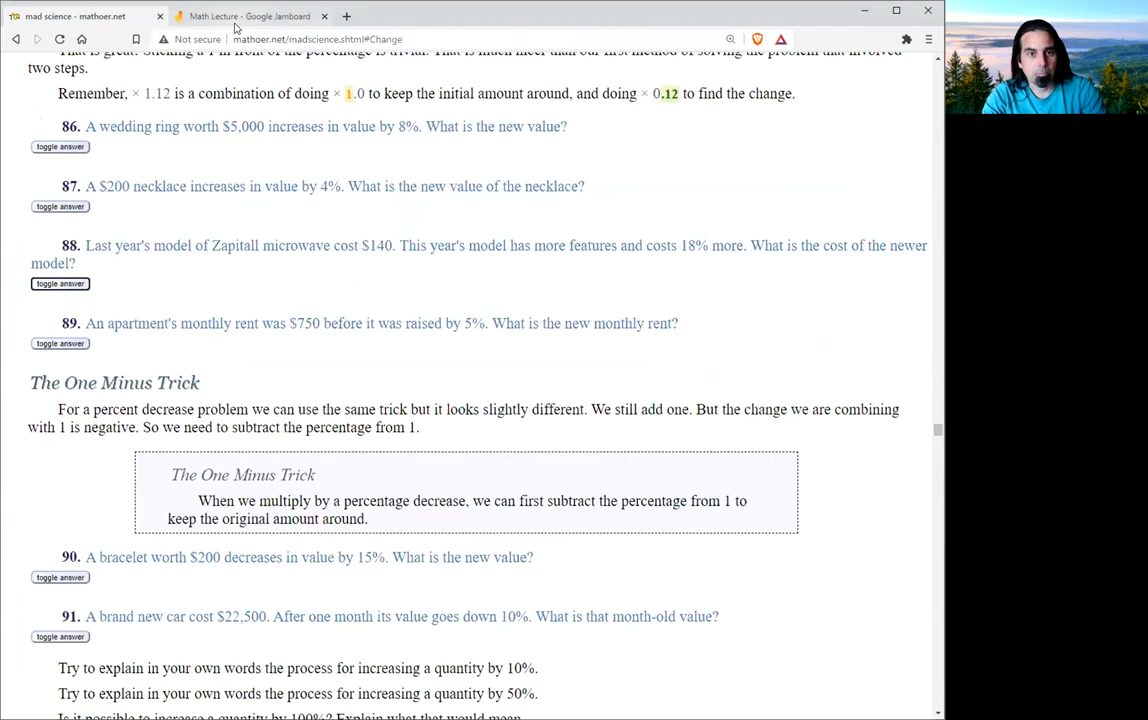 mad science - mathoer.net
Math Lecture - Google Jamboard
Not secure | mathoer.net/madscience.shtml#Change
two steps.
Remember, × 1.12 is a combination of doing × 1.0 to keep the initial amount around, and doing × 0.12 to find the change.
86. A wedding ring worth $5,000 increases in value by 8%. What is the new value?
toggle answer
87. A $200 necklace increases in value by 4%. What is the new value of the necklace?
toggle answer
88. Last year's model of Zapitall microwave cost $140. This year's model has more features and costs 18% more. What is the cost of the newer
model?
toggle answer
89. An apartment's monthly rent was $750 before it was raised by 5%. What is the new monthly rent?
toggle answer
The One Minus Trick
For a percent decrease problem we can use the same trick but it looks slightly different. We still add one. But the change we are combining
with 1 is negative. So we need to subtract the percentage from 1.
The One Minus Trick
When we multiply by a percentage decrease, we can first subtract the percentage from 1 to
keep the original amount around.
90. A bracelet worth $200 decreases in value by 15%. What is the new value?
toggle answer
91. A brand new car cost $22,500. After one month its value goes down 10%. What is that month-old value?
toggle answer
Try to explain in your own words the process for increasing a quantity by 10%.
Try to explain in your own words the process for increasing a quantity by 50%.
Is it possible to increase a quantity by 100%? Explain what that would mean.